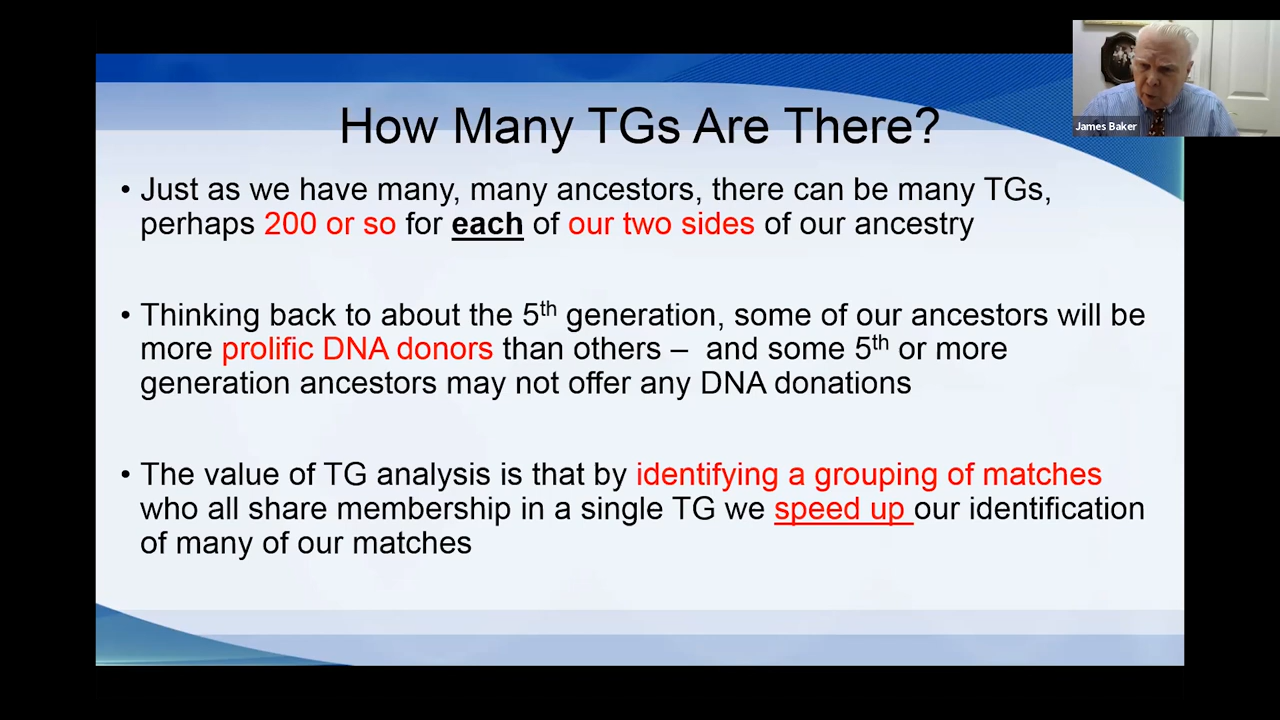 How Many TGs Are There?
James Baker
• Just as we have many, many ancestors, there can be many TGs,
perhaps 200 or so for each of our two sides of our ancestry
• Thinking back to about the 5th generation, some of our ancestors will be
more prolific DNA donors than others – and some 5th or more
generation ancestors may not offer any DNA donations
• The value of TG analysis is that by identifying a grouping of matches
who all share membership in a single TG we speed up our identification
of many of our matches